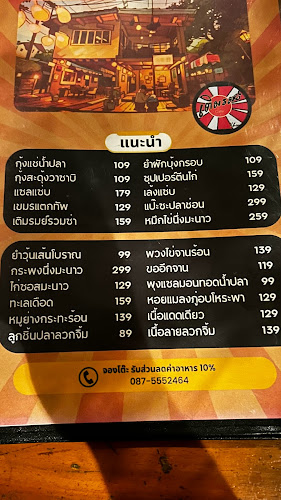 แนะนำ
กุ้งแช่น้ำปลา 109
กุ้งสะดุ้งวาซาบิ 109
แซลแซ่บ 179
เขมรแตกทัพ 129
เติมรมย์รวมซ่า 159
ยำผักบุ้งกรอบ 109
ซุปเปอร์ตีนไก่ 159
เล้งแซ่บ 129
แป๊ะซะปลาช่อน 299
หมึกไข่นึ่งมะนาว 259
ยำวุ้นเส้นโบราณ 99
กระพงนึ่งมะนาว 299
ไก่ซอสมะนาว 129
ทะเลเดือด 159
หมูย่างกระทะร้อน 139
ลูกชิ้นปลาลวกจิ้ม 89
พวงไข่จานร้อน 139
ขออีกจาน 119
พุงแซลมอนทอดน้ำปลา 99
หอยแมลงภู่อบโหระพา 129
เนื้อแดดเดียว 129
เนื้อลายลวกจิ้ม 139
จองโต๊ะ รับส่วนลดค่าอาหาร 10%
087-5552464